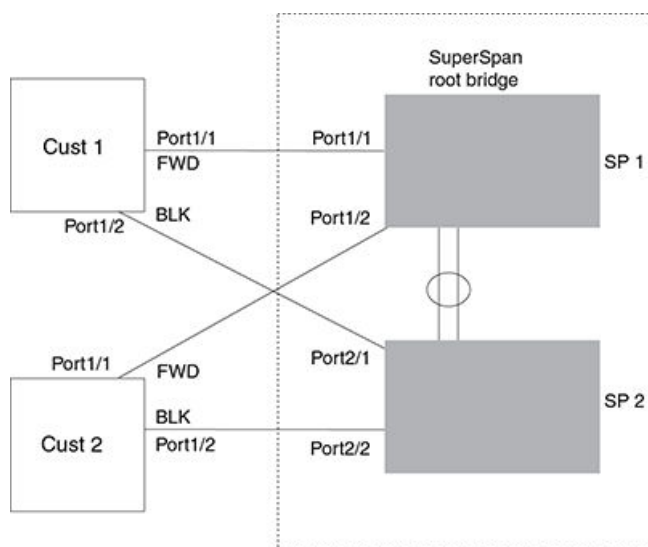 SuperSpan
root bridge
Cust 1
Port1/1
FWD
Port1/1
SP 1
BLK
Port1/2
Port1/2
Port1/1
FWD
Port2/1
SP 2
Cust 2
BLK
Port1/2
Port2/2